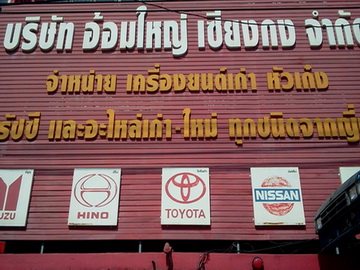 บริษัท อ้อมใหญ่ เซียงกง จำกัด
จำหน่าย เครื่องยนต์เก่า หัวเก๋ง
และอะไหล่เก่า-ใหม่ ทุกชนิดจากญี่
UZU
HINO
TOYOTA
NISSAN